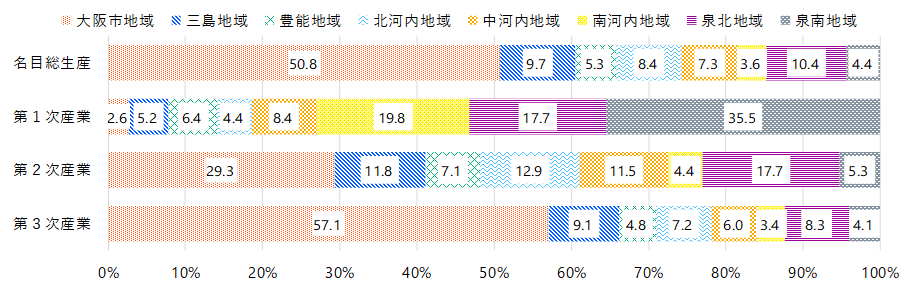 大阪市地域 三島地域 豊能地域 北河内地域 中河内地域 南河内地域 泉北地域 泉南地域
名目総生産 50.8 9.7 5.3 8.4 7.3 3.6 10.4 4.4
第１次産業 2.6 5.2 6.4 4.4 8.4 19.8 17.7 35.5
第２次産業 29.3 11.8 7.1 12.9 11.5 4.4 17.7 5.3
第３次産業 57.1 9.1 4.8 7.2 6.0 3.4 8.3 4.1
0% 10% 20% 30% 40% 50% 60% 70% 80% 90% 100%